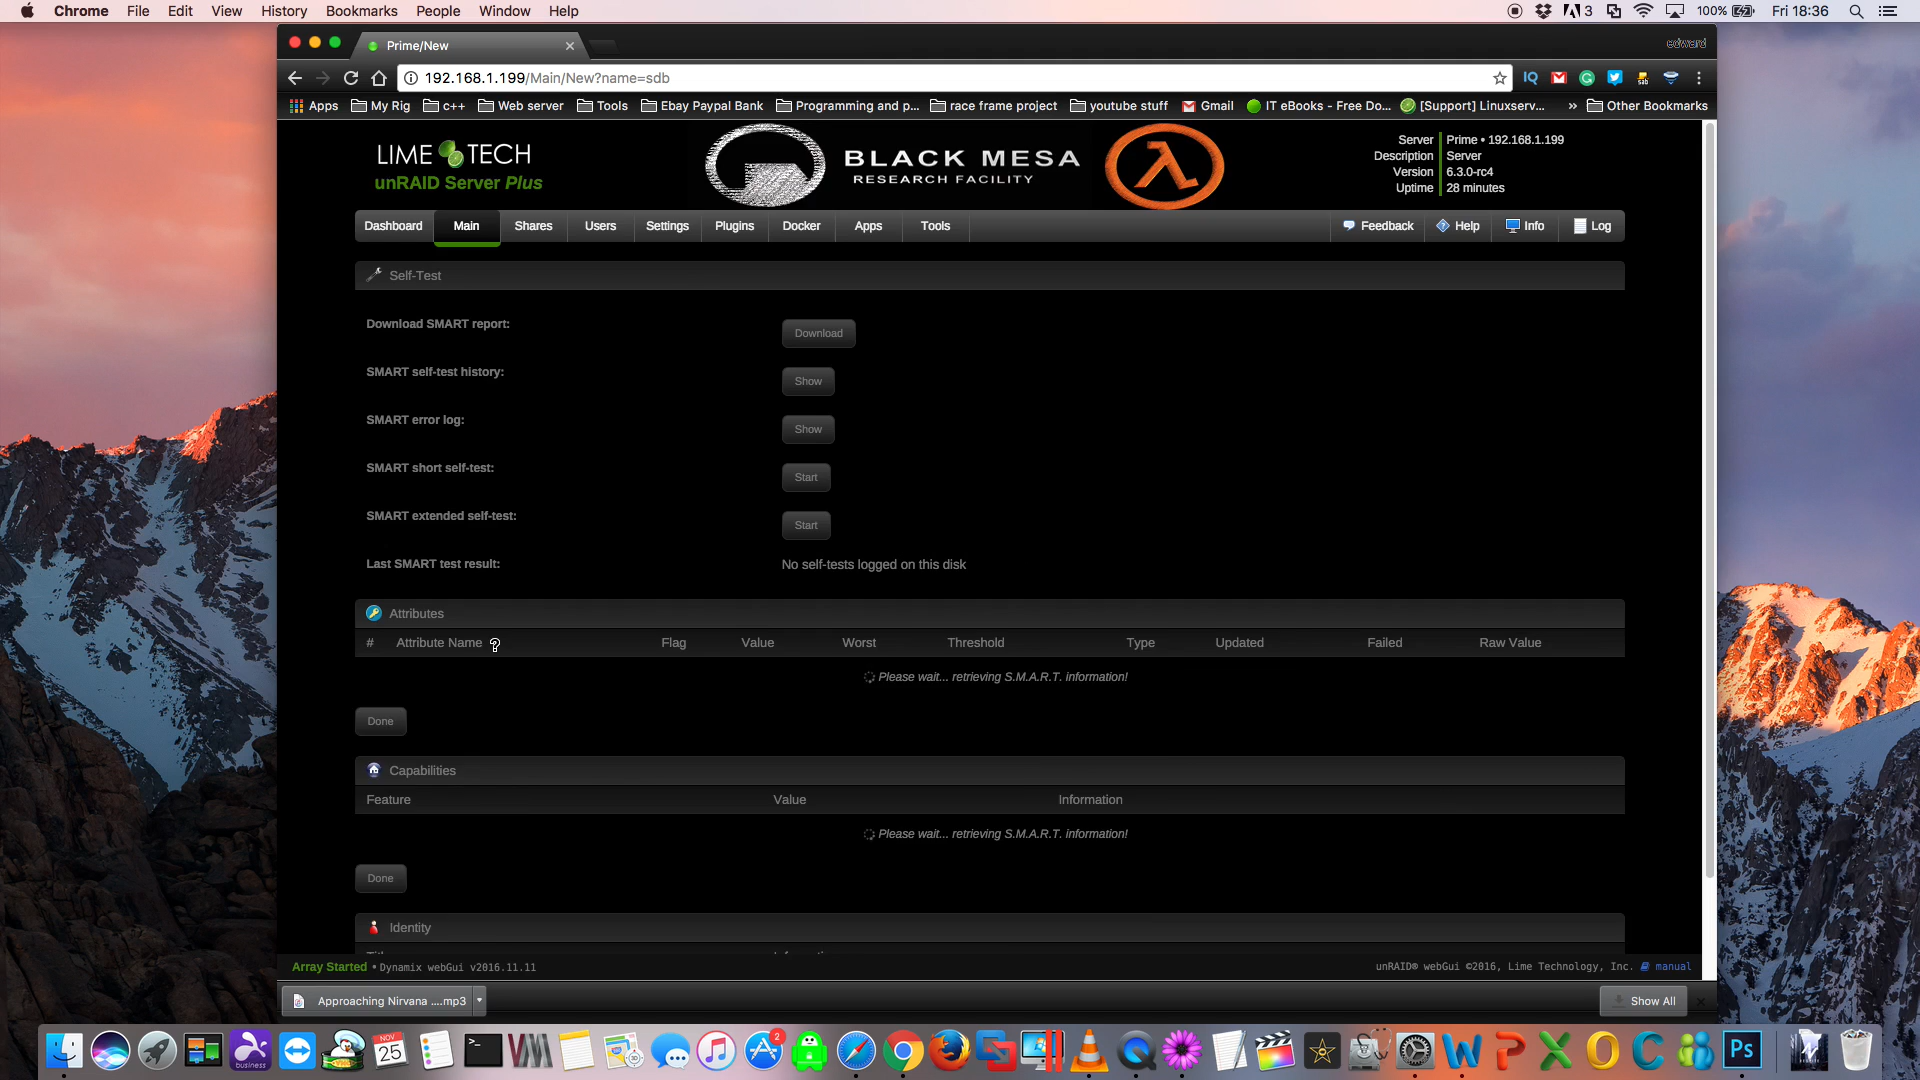 Chrome File Edit View History Bookmarks People Window Help 3 100% Fri 18:36
Prime/New edward
192.168.1.199/Main/New?name=sdb
Apps My Rig c++ Web server Tools Ebay Paypal Bank Programming and p... race frame project youtube stuff Gmail IT eBooks - Free Do... [Support] Linuxserv... » Other Bookmarks
LIME TECH
unRAID Server Plus
BLACK MESA
RESEARCH FACILITY
Server Prime • 192.168.1.199
Description Server
Version 6.3.0-rc4
Uptime 28 minutes
Dashboard Main Shares Users Settings Plugins Docker Apps Tools Feedback Help Info Log
Self-Test
Download SMART report: Download
SMART self-test history: Show
SMART error log: Show
SMART short self-test: Start
SMART extended self-test: Start
Last SMART test result: No self-tests logged on this disk
Attributes
# Attribute Name Flag Value Worst Threshold Type Updated Failed Raw Value
Please wait... retrieving S.M.A.R.T. information!
Done
Capabilities
Feature Value Information
Please wait... retrieving S.M.A.R.T. information!
Done
Identity
Array Started • Dynamix webGui v2016.11.11 unRAID® webGui ©2016, Lime Technology, Inc. manual
Approaching Nirvana ....mp3 Show All
business NOV 25 2 Ps